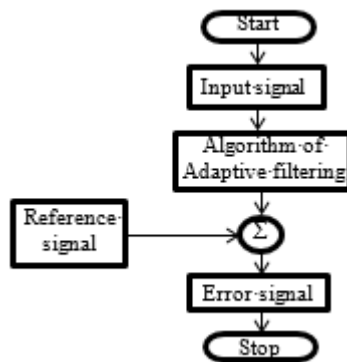 Start
Input·signal
Algorithm·of·
Adaptive·filtering
Reference·
signal
Σ
Error·signal
Stop